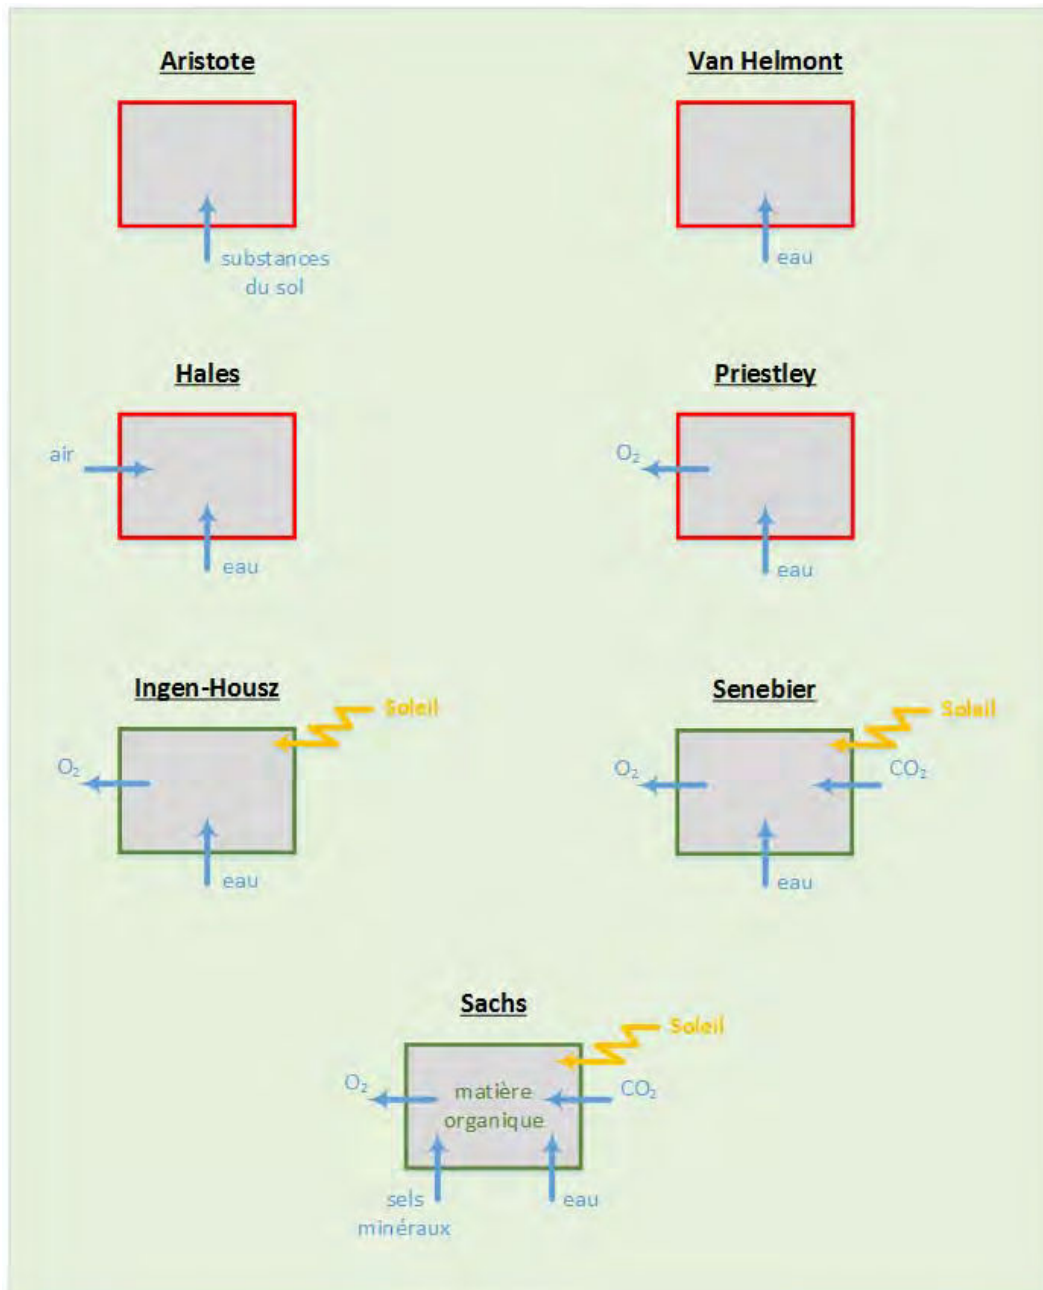 Aristote
substances
du sol
Van Helmont
eau
Hales
air
eau
Priestley
O₂
eau
Ingen-Housz
Soleil
O₂
eau
Senebier
Soleil
O₂
CO₂
eau
Sachs
Soleil
O₂
matière
organique
CO₂
sels
minéraux
eau